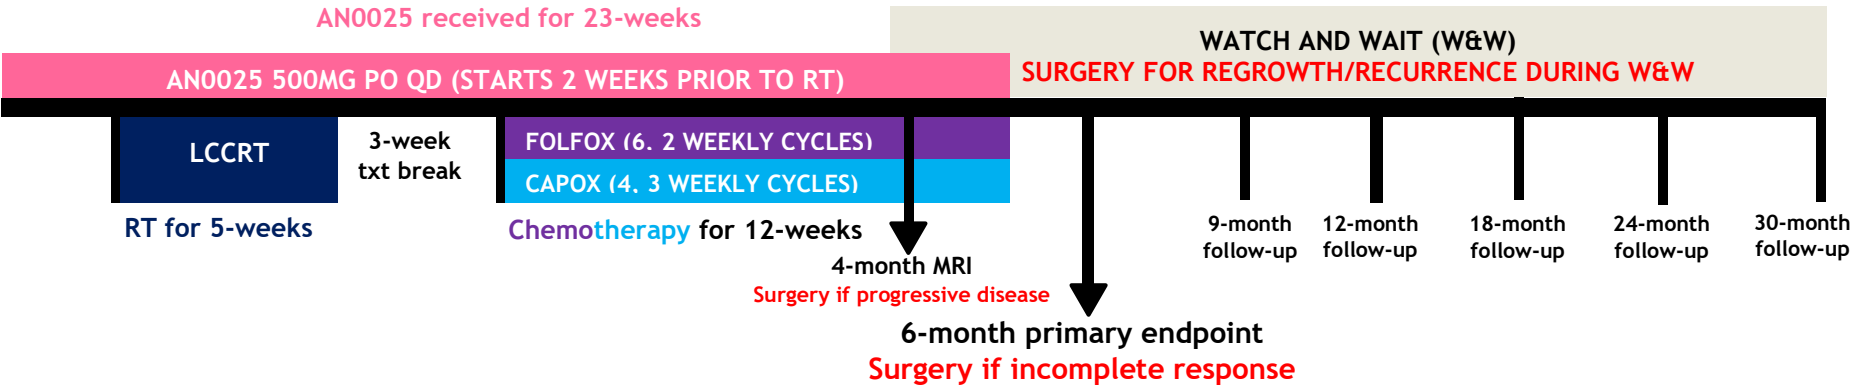 AN0025 received for 23-weeks
WATCH AND WAIT (W&W)
SURGERY FOR REGROWTH/RECURRENCE DURING W&W
AN0025 500MG PO QD (STARTS 2 WEEKS PRIOR TO RT)
LCCRT
3-week
txt break
FOLFOX (6, 2 WEEKLY CYCLES)
CAPOX (4, 3 WEEKLY CYCLES)
RT for 5-weeks
Chemotherapy for 12-weeks
4-month MRI
Surgery if progressive disease
6-month primary endpoint
Surgery if incomplete response
9-month
follow-up
12-month
follow-up
18-month
follow-up
24-month
follow-up
30-month
follow-up